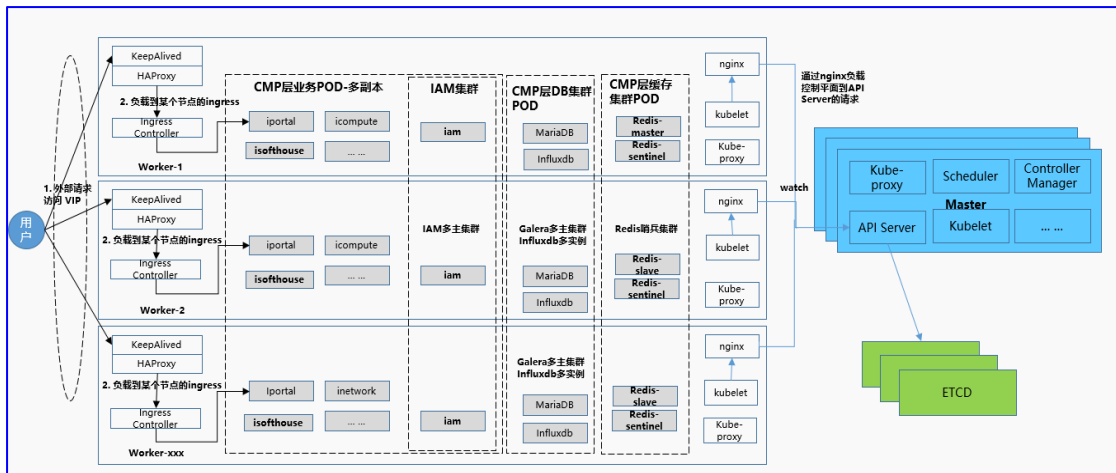 用
户
1. 外部请求
访问 VIP
KeepAlived
HAProxy
2. 负载到某个节点的ingress
Ingress
Controller
Worker-1
CMP层业务POD-多副本
iportal
icompute
isofthouse
... ...
IAM集群
iam
CMP层DB集群
POD
MariaDB
Influxdb
CMP层缓存
集群POD
Redis-
master
Redis-
sentinel
nginx
kubelet
Kube-
proxy
KeepAlived
HAProxy
2. 负载到某个节点的ingress
Ingress
Controller
Worker-2
iportal
icompute
isofthouse
... ...
IAM多主集群
iam
Galera多主集群
Influxdb多实例
MariaDB
Influxdb
Redis哨兵集群
Redis-
slave
Redis-
sentinel
nginx
kubelet
Kube-
proxy
KeepAlived
HAProxy
2. 负载到某个节点的ingress
Ingress
Controller
Worker-xxx
Iportal
inetwork
isofthouse
... ...
iam
Galera多主集群
Influxdb多实例
MariaDB
Influxdb
Redis-
slave
Redis-
sentinel
nginx
kubelet
Kube-
proxy
通过nginx负载
控制平面到API
Server的请求
watch
Kube-
proxy
Scheduler
Controller
Manager
Master
API Server
Kubelet
... ...
ETCD